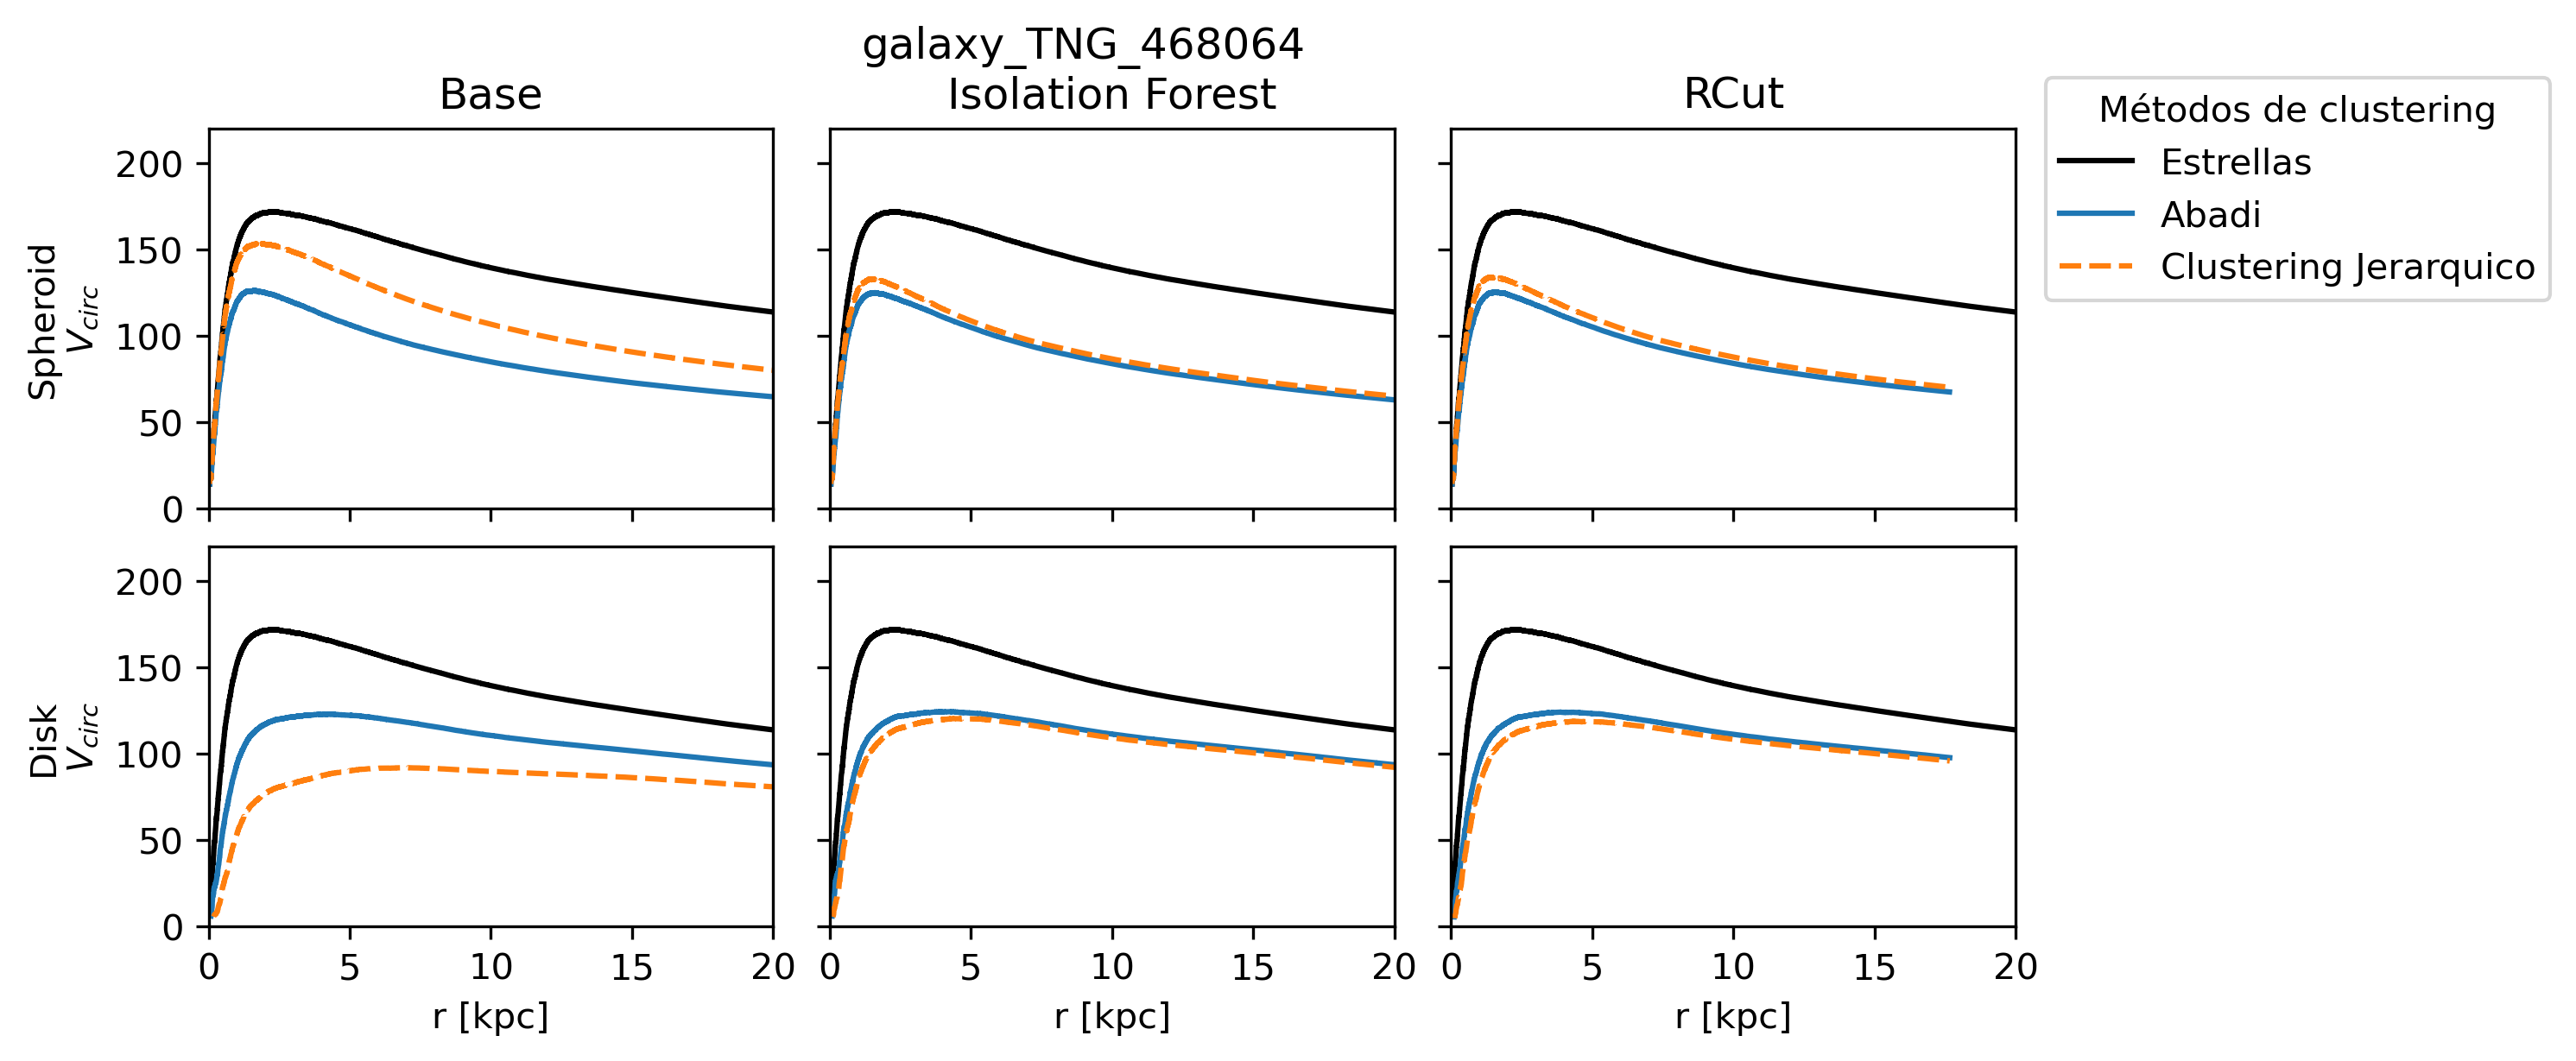 galaxy_TNG_468064
Base
Isolation Forest
RCut
Métodos de clustering
Estrellas
Abadi
Clustering Jerarquico
Spheroid
V_circ
200
150
100
50
0
Disk
V_circ
200
150
100
50
0
0 5 10 15 20
0 5 10 15 20
0 5 10 15 20
r [kpc]
r [kpc]
r [kpc]